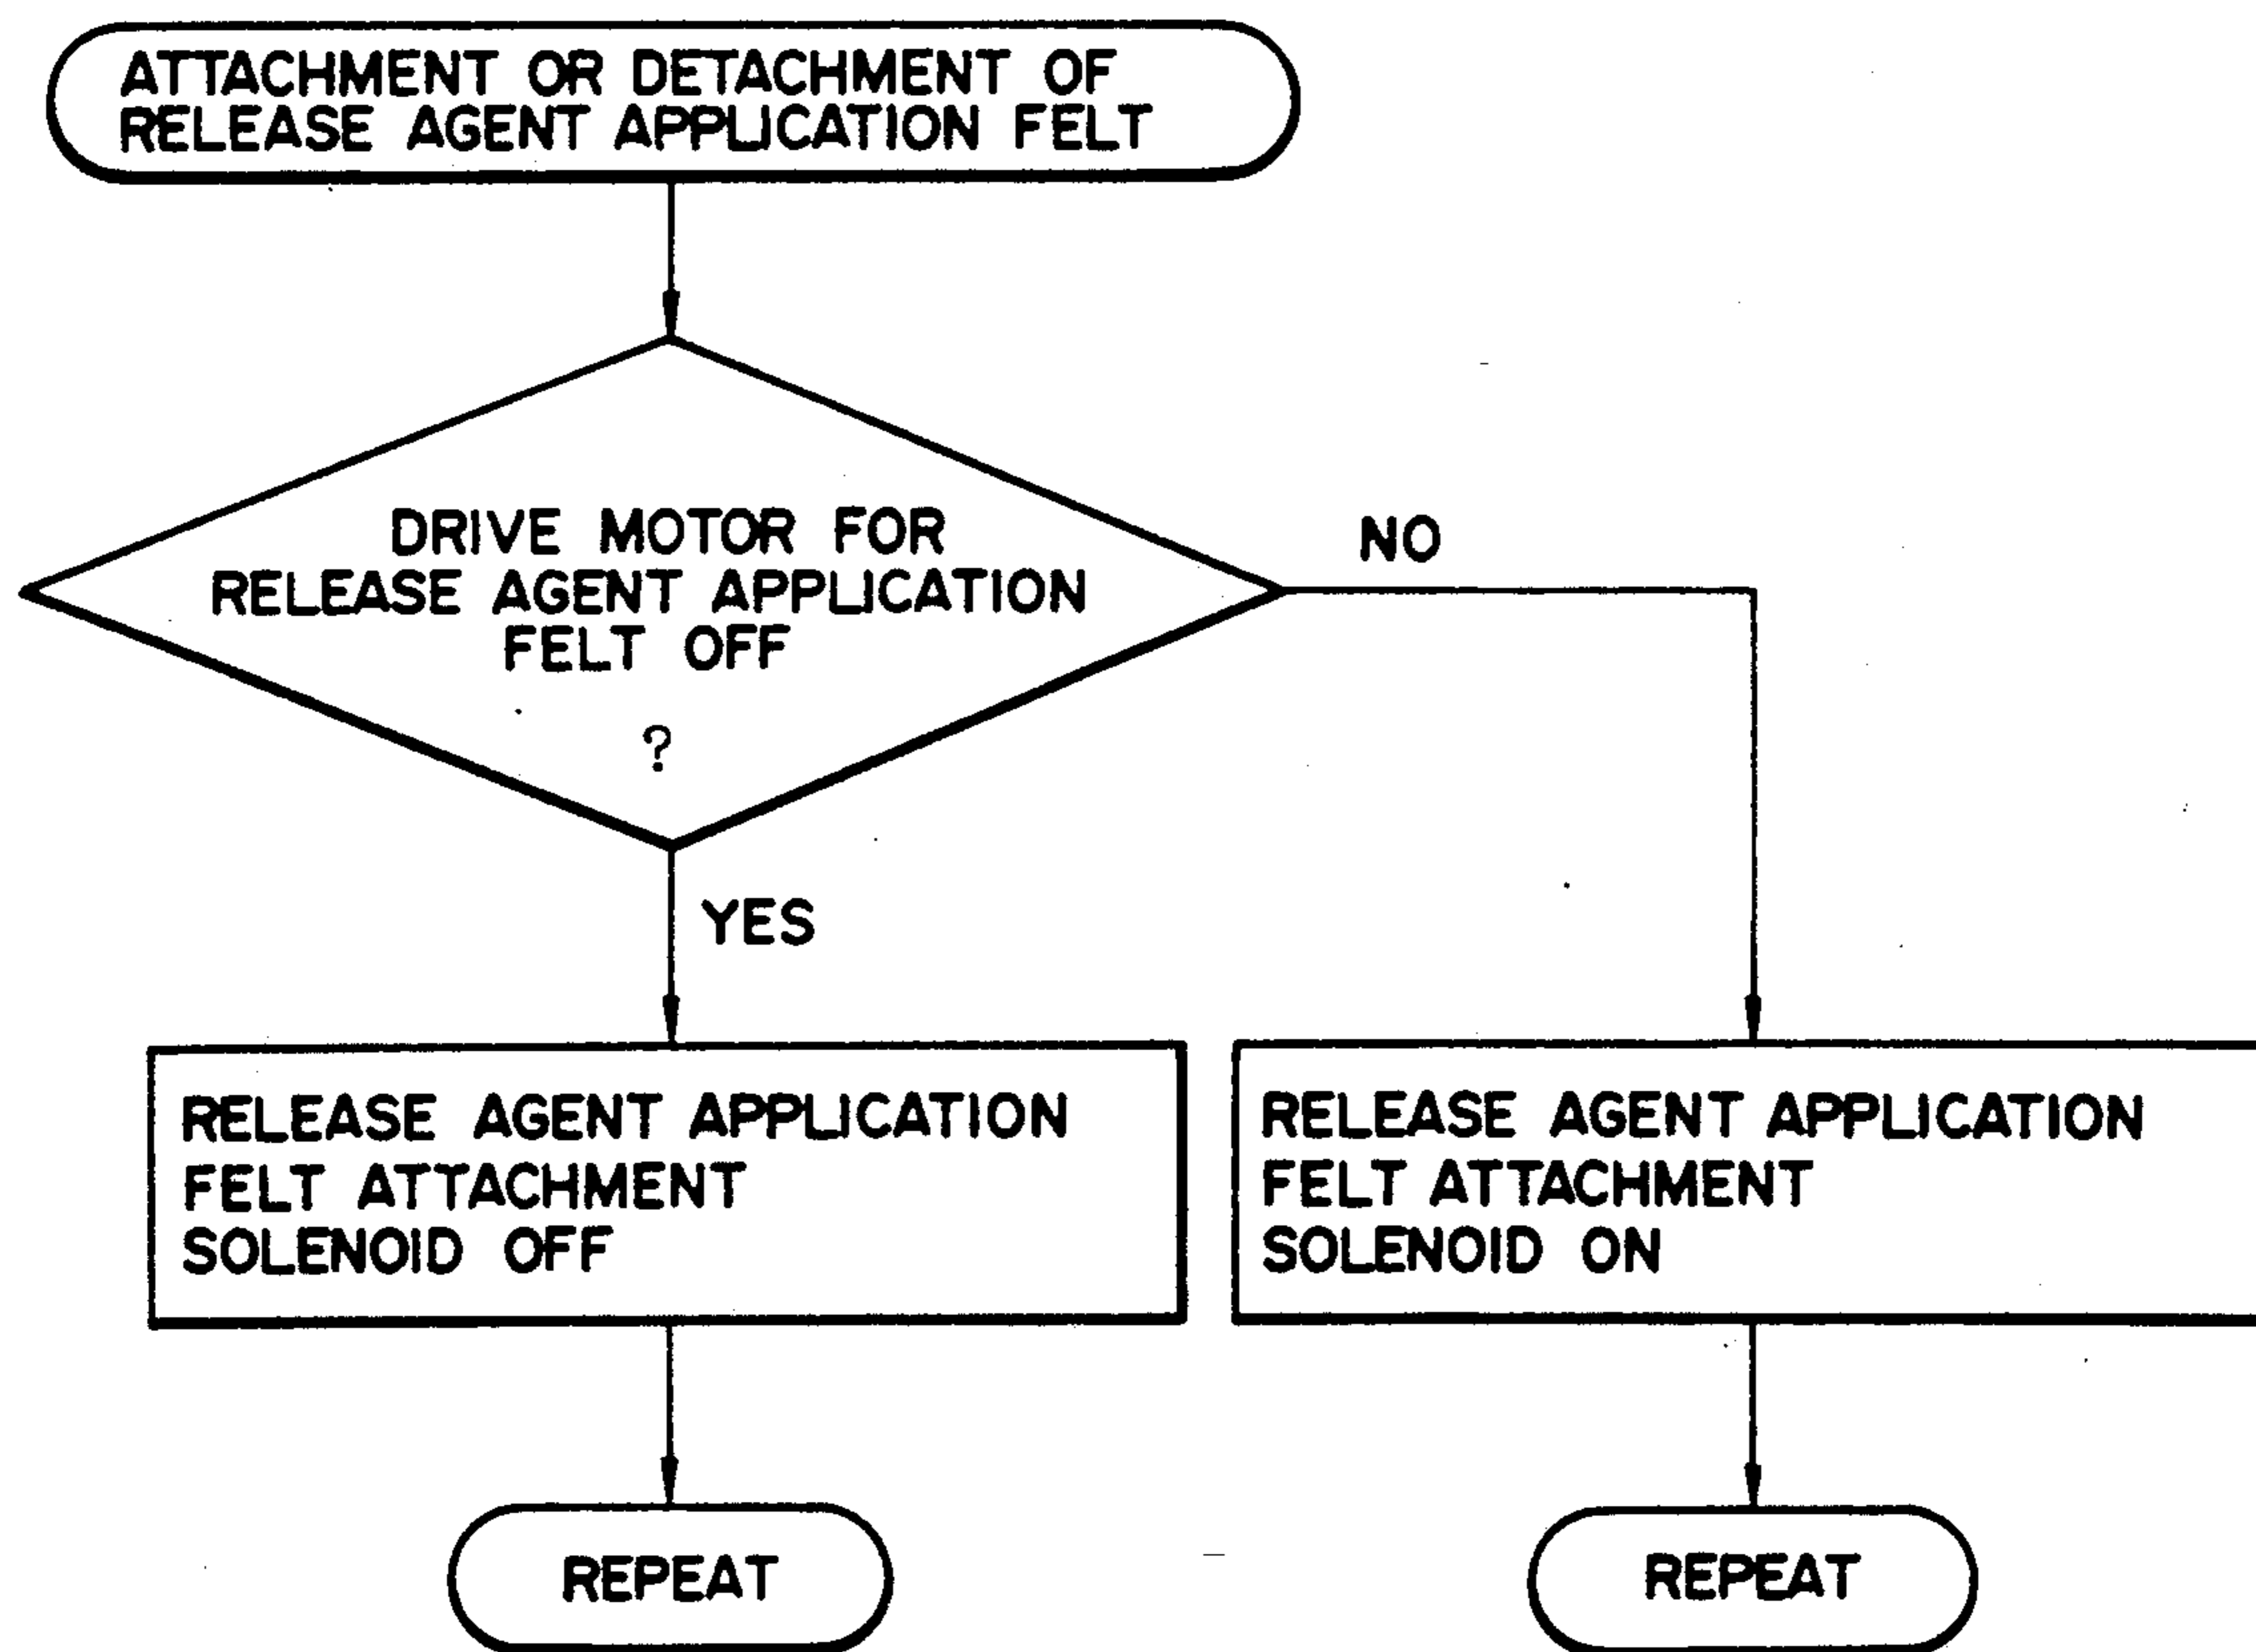 ATTACHMENT OR DETACHMENT OF
RELEASE AGENT APPLICATION FELT
DRIVE MOTOR FOR
RELEASE AGENT APPLICATION
FELT OFF
?
NO
YES
RELEASE AGENT APPLICATION
FELT ATTACHMENT
SOLENOID OFF
RELEASE AGENT APPLICATION
FELT ATTACHMENT
SOLENOID ON
REPEAT
REPEAT